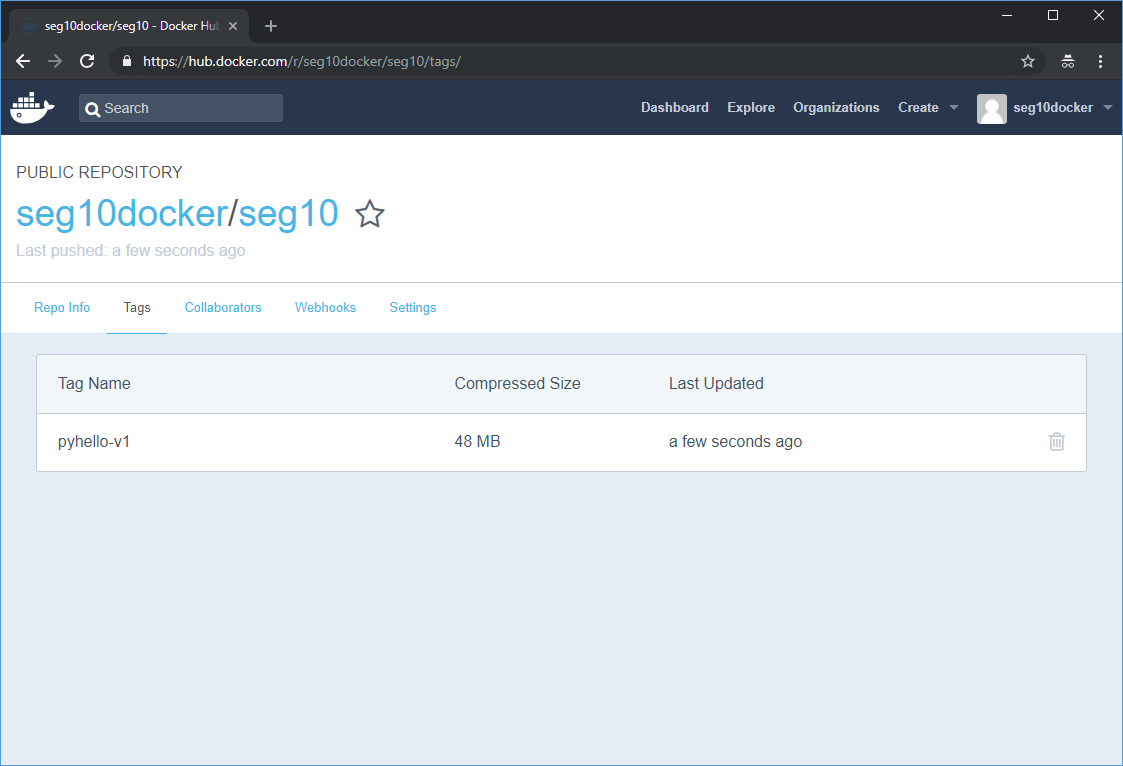 seg10docker/seg10 - Docker Hu
https://hub.docker.com/r/seg10docker/seg10/tags/
Search Dashboard Explore Organizations Create seg10docker
PUBLIC REPOSITORY
seg10docker/seg10
Last pushed: a few seconds ago
Repo Info Tags Collaborators Webhooks Settings
Tag Name Compressed Size Last Updated
pyhello-v1 48 MB a few seconds ago